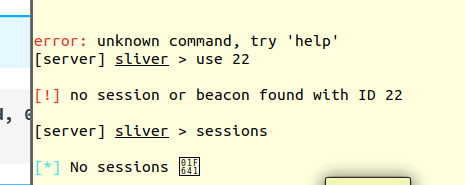 error: unknown command, try 'help'
[server] sliver > use 22
[!] no session or beacon found with ID 22
[server] sliver > sessions
[*] No sessions 🙁